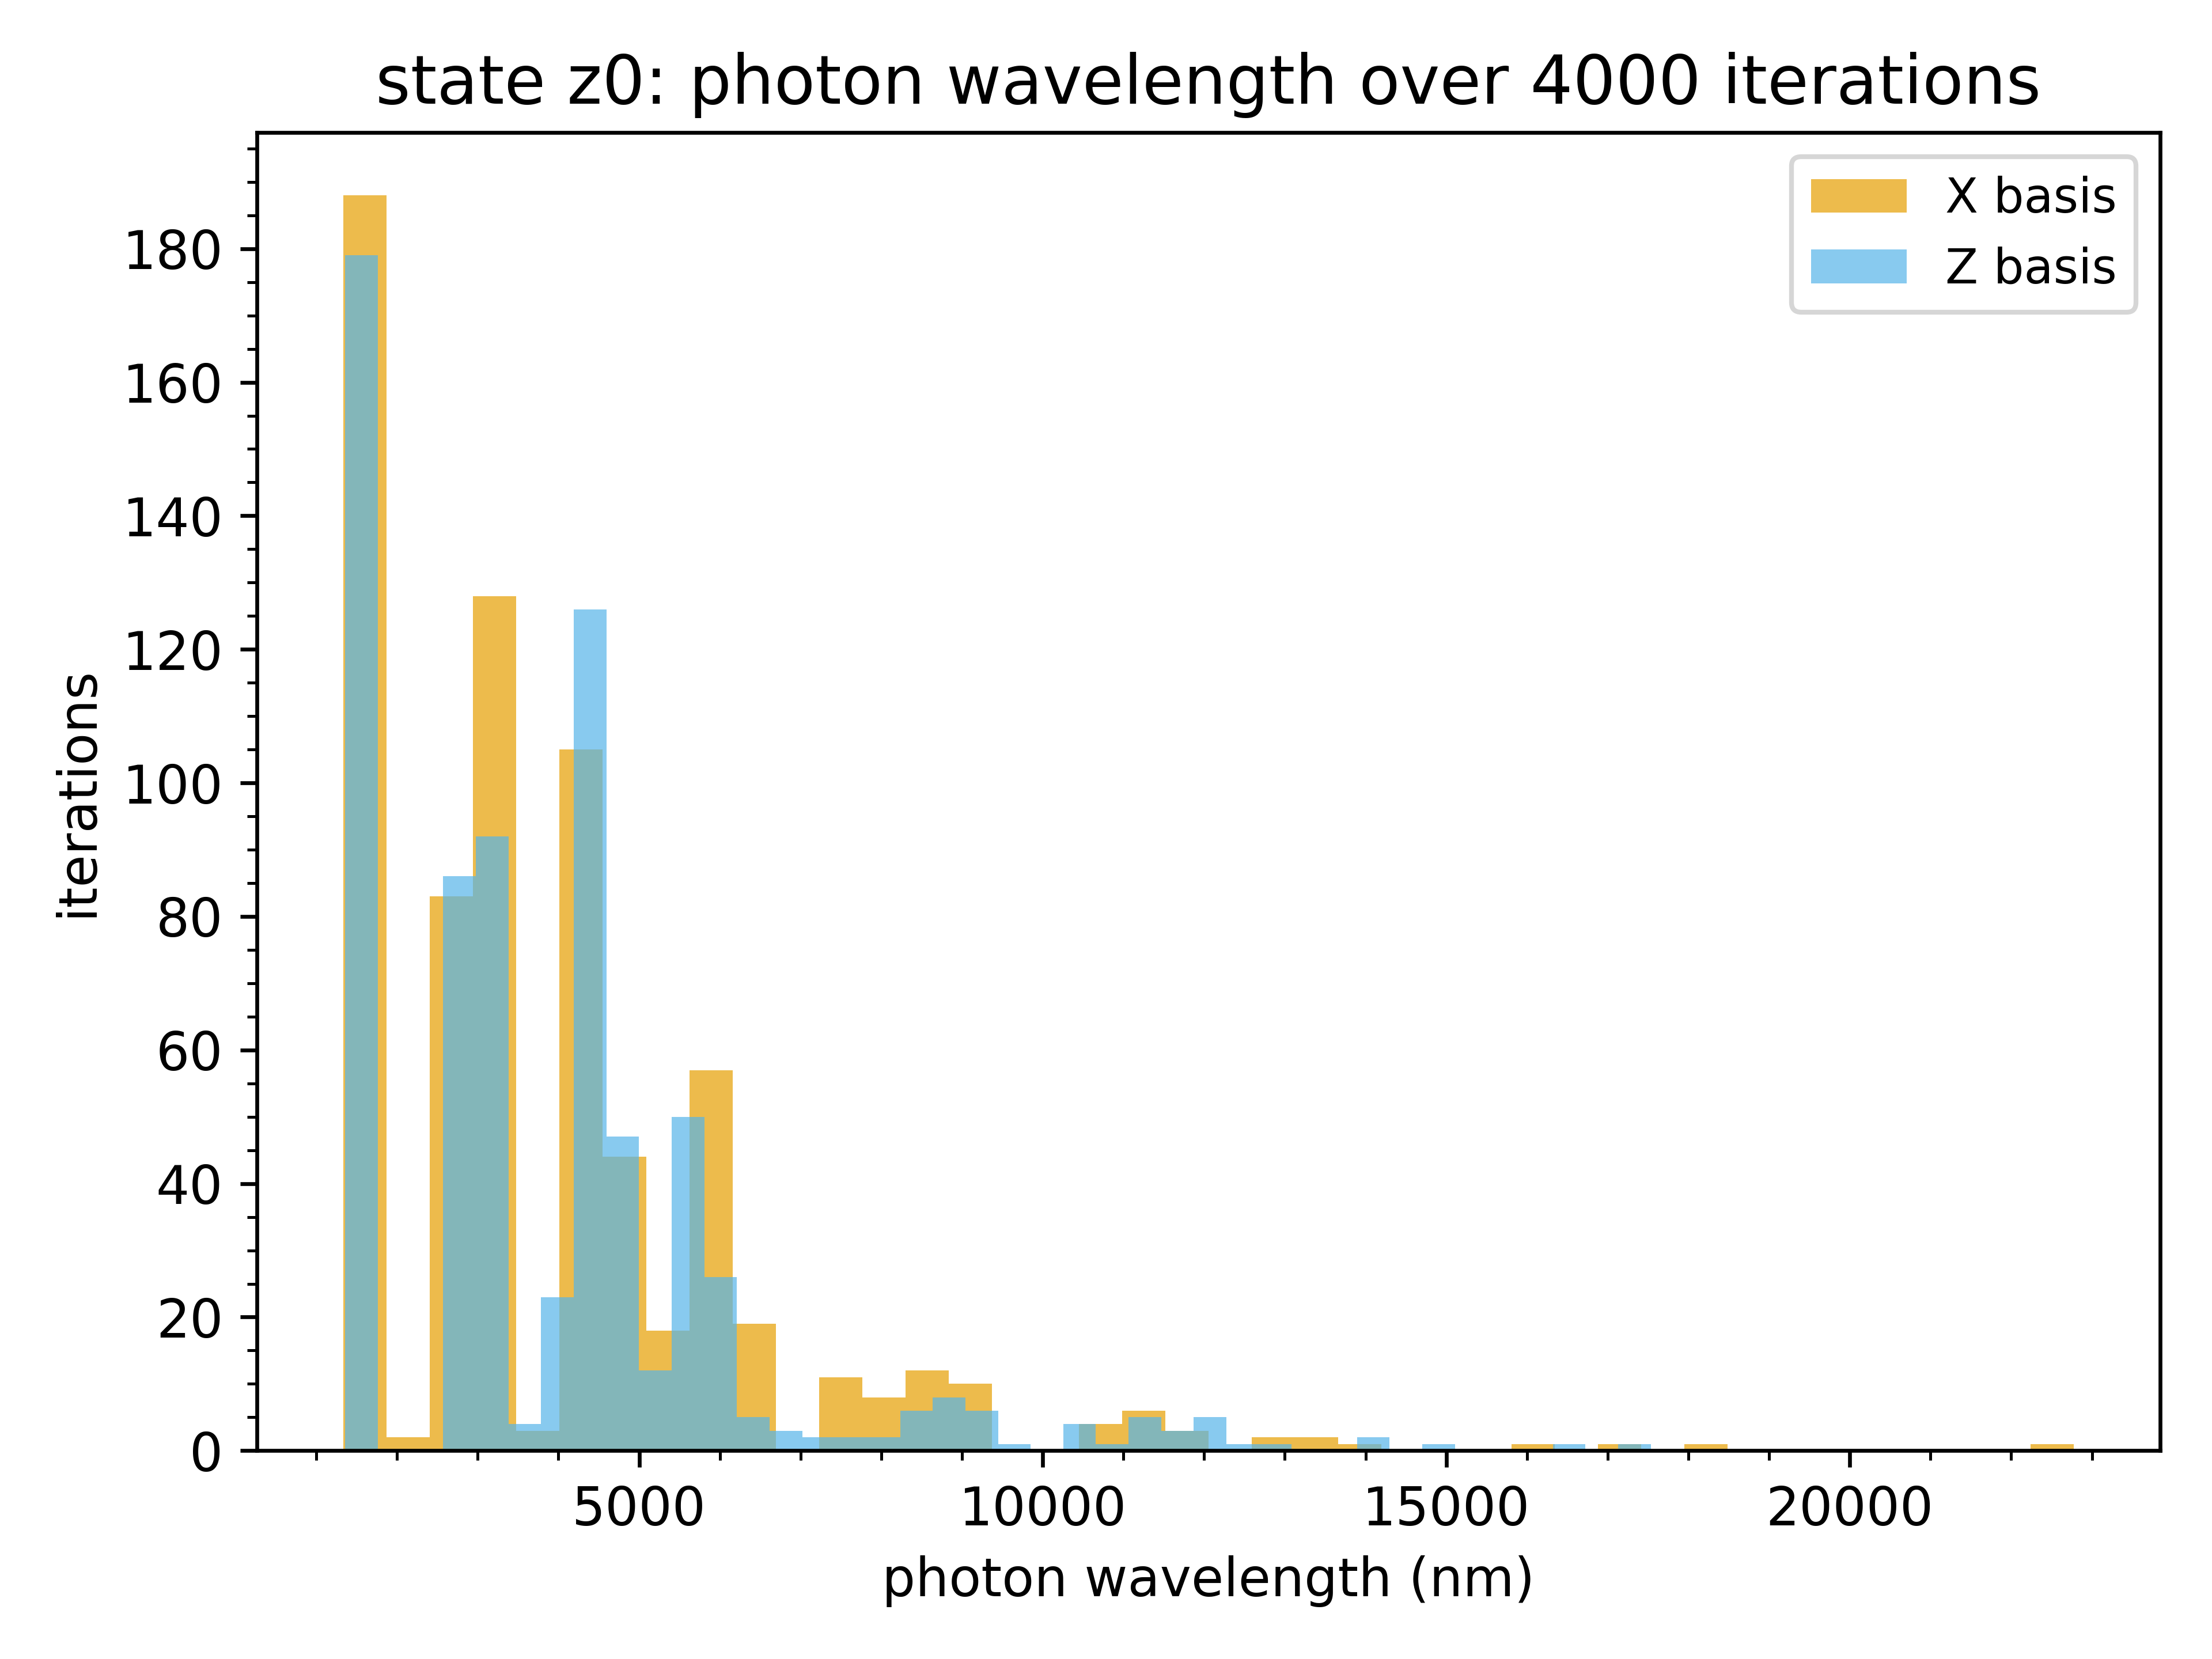 state z0: photon wavelength over 4000 iterations
X basis
Z basis
180
160
140
120
100
80
60
40
20
0
iterations
5000 10000 15000 20000
photon wavelength (nm)